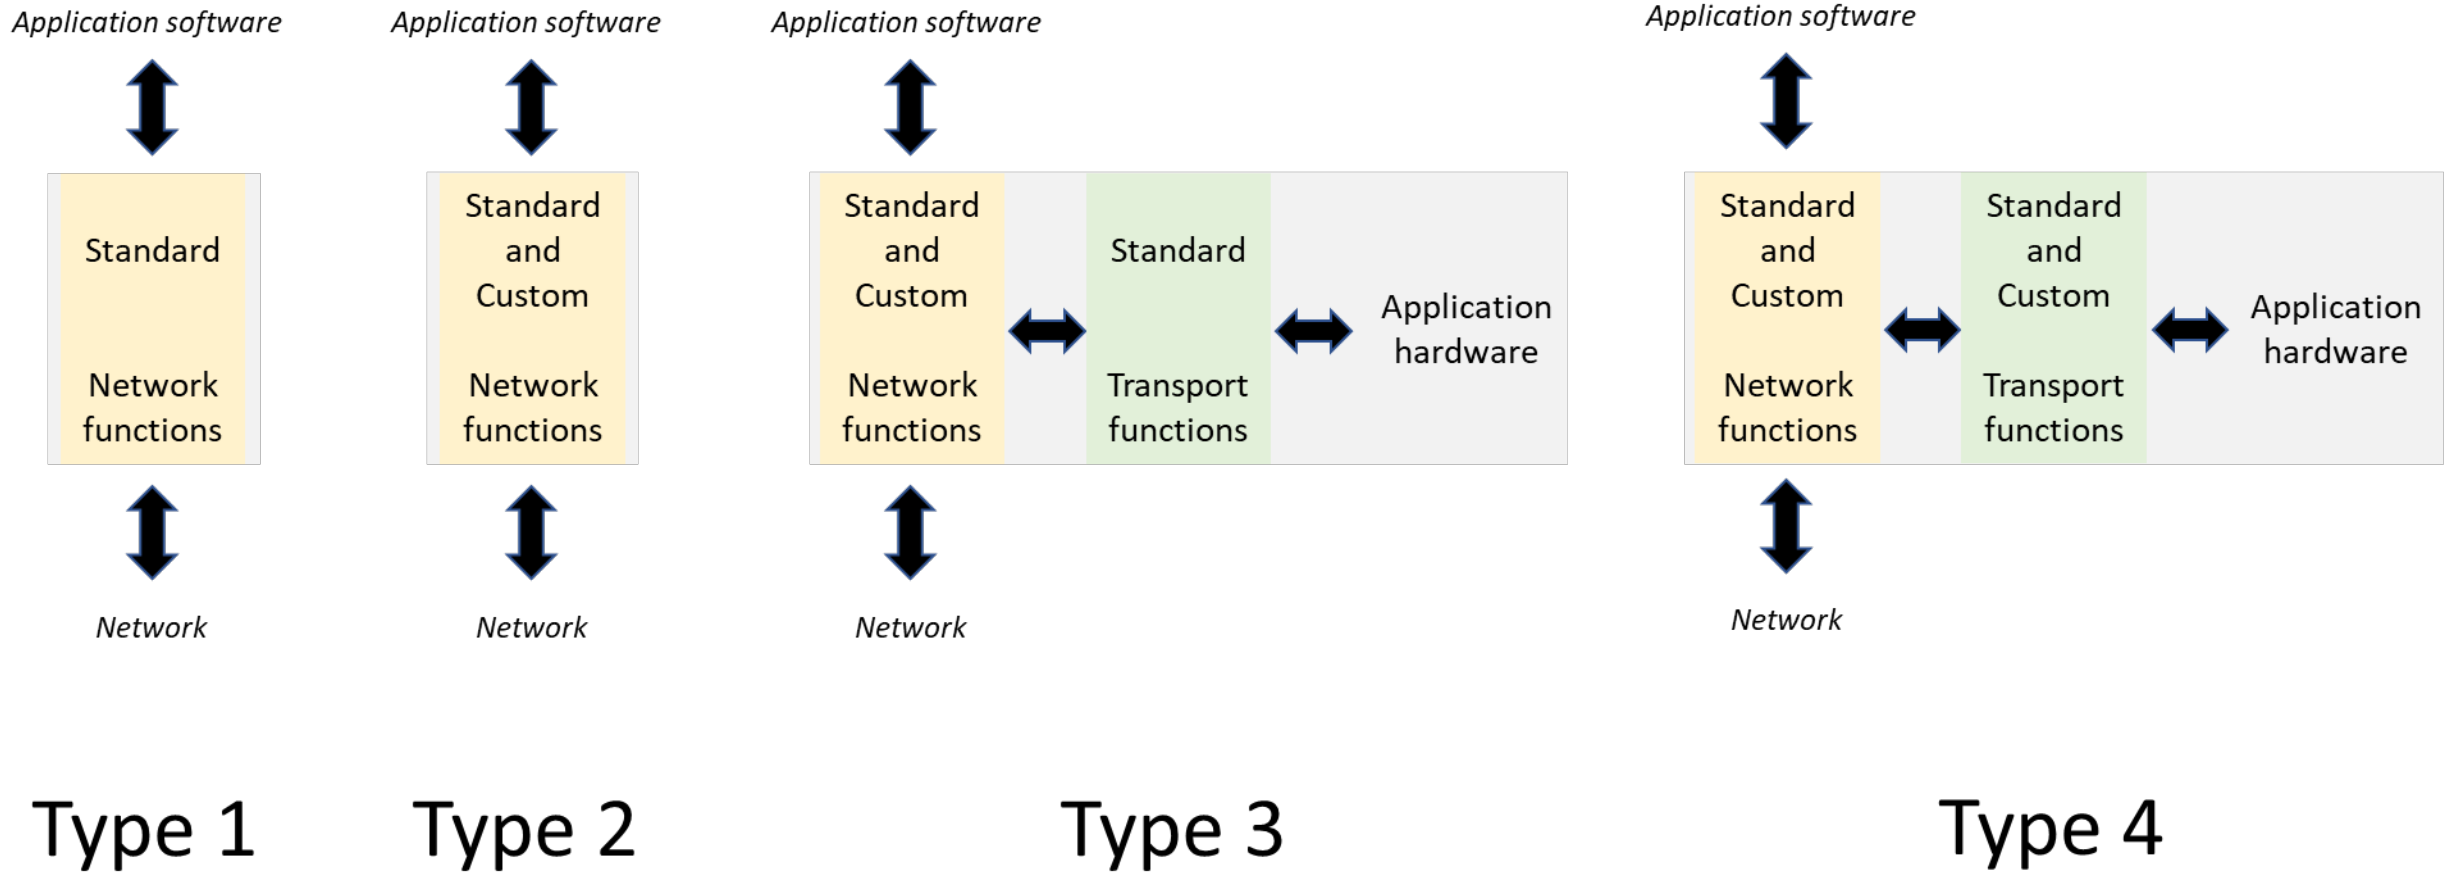 Application software
Standard
Network
functions
Network
Type 1
Application software
Standard
and
Custom
Network
functions
Network
Type 2
Application software
Standard
and
Custom
Network
functions
Network
Standard
Transport
functions
Application
hardware
Type 3
Application software
Standard
and
Custom
Network
functions
Network
Standard
and
Custom
Transport
functions
Application
hardware
Type 4